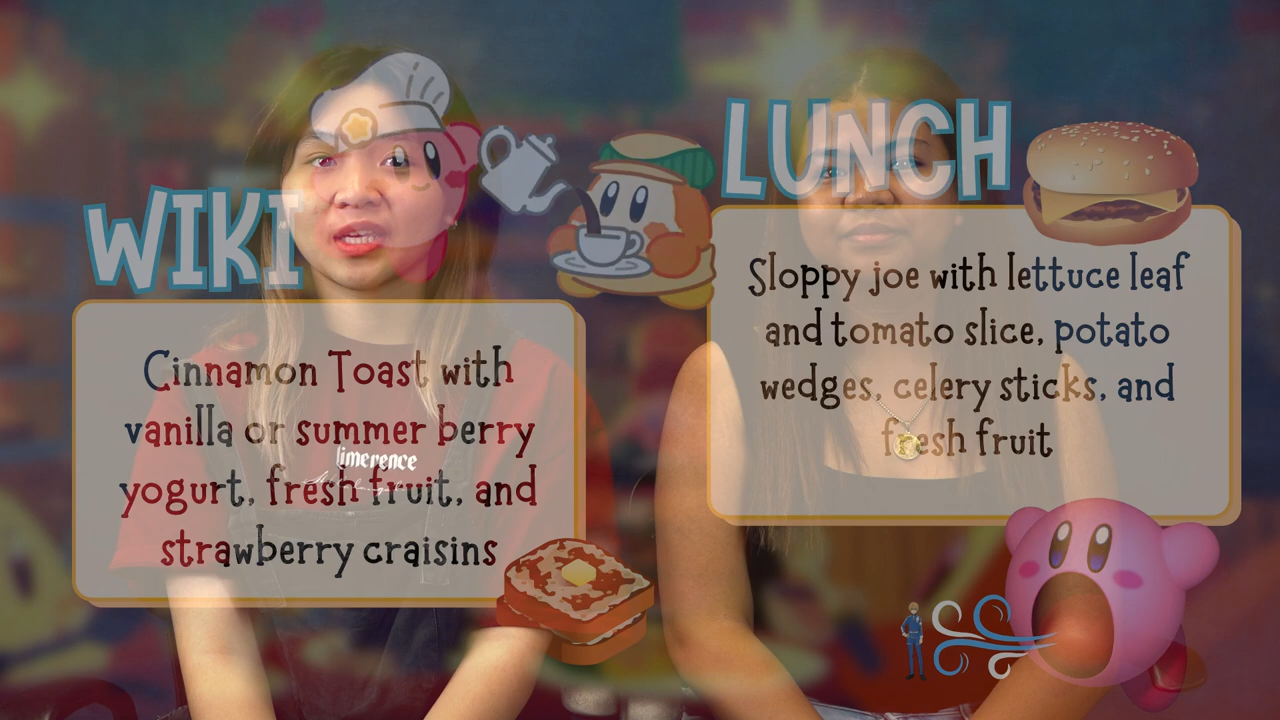 WIKI
Cinnamon Toast with
vanilla or summer berry
yogurt, fresh fruit, and
strawberry craisins
limerence
LUNCH
Sloppy joe with lettuce leaf
and tomato slice, potato
wedges, celery sticks, and
fresh fruit